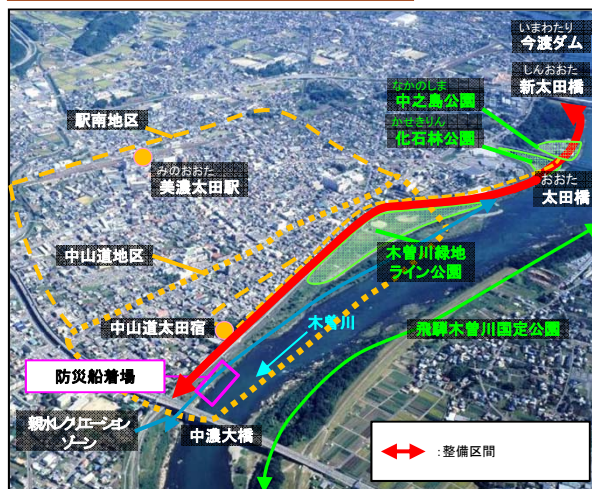 いまわたり
今渡ダム
しんおおた
新太田橋
なかのしま
中之島公園
かせきりん
化石林公園
駅南地区
みのおおた
美濃太田駅
おおた
太田橋
中山道地区
木曽川緑地
ライン公園
中山道太田宿
木曽川
飛騨木曽川国定公園
防災船着場
親水レクリエーション
ゾーン
中濃大橋
:整備区間